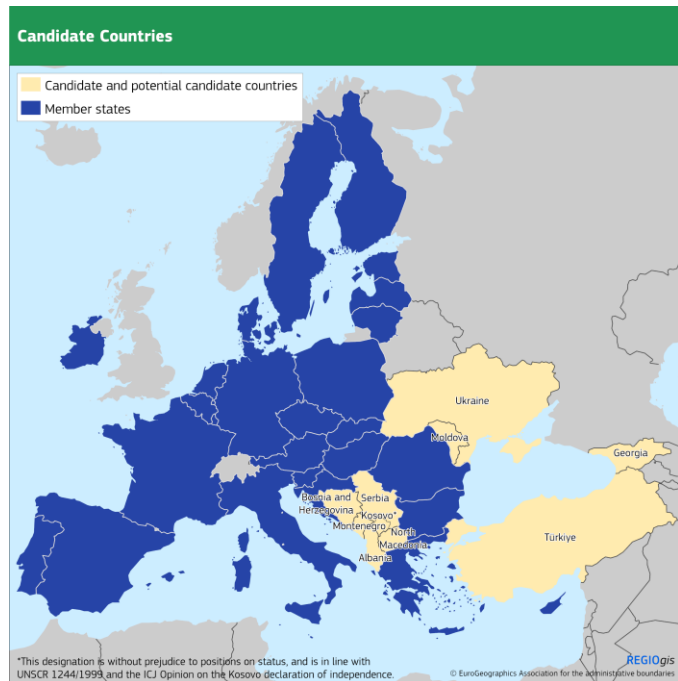 Candidate Countries
Candidate and potential candidate countries
Member states
Ukraine
Moldova
Georgia
Bosnia and
Herzegovina
Serbia
Kosovo*
Montenegro
North
Macedonia
Albania
Türkiye
*This designation is without prejudice to positions on status, and is in line with
UNSCR 1244/1999 and the ICJ Opinion on the Kosovo declaration of independence.
REGIOgis
© EuroGeographics Association for the administrative boundaries